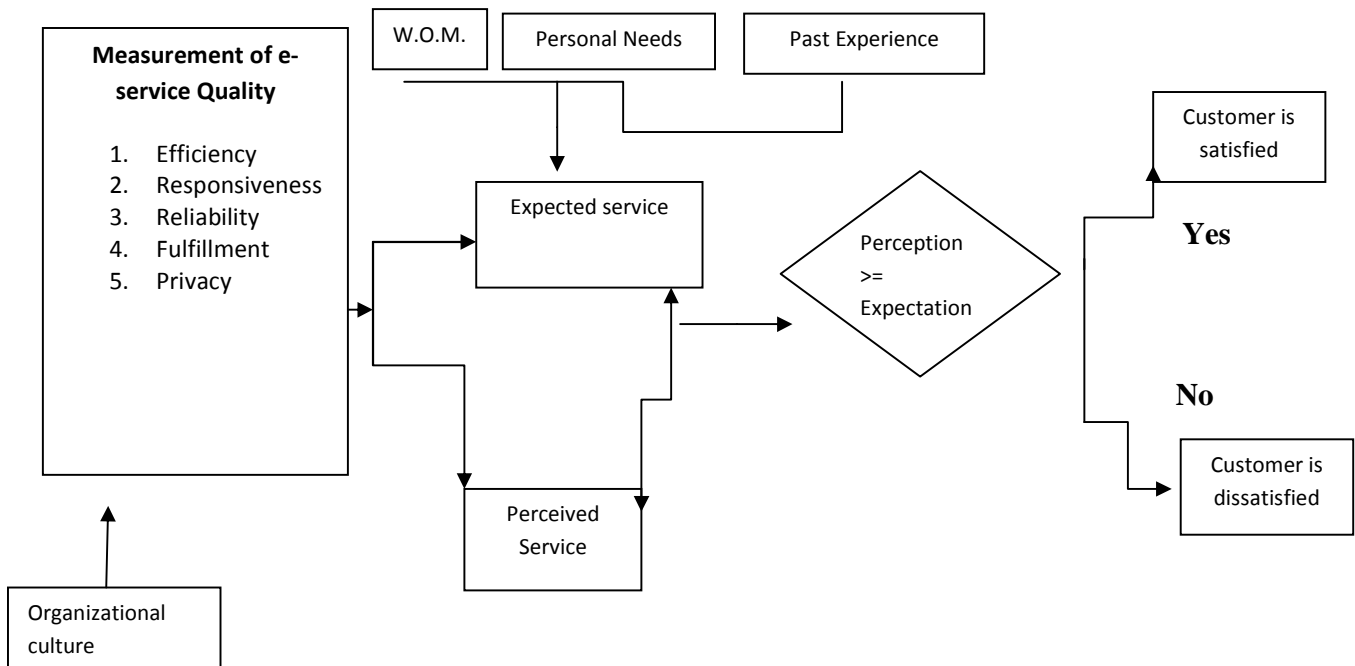 Measurement of e-
service Quality
1. Efficiency
2. Responsiveness
3. Reliability
4. Fulfillment
5. Privacy
W.O.M.
Personal Needs
Past Experience
Expected service
Perceived
Service
Perception
>=
Expectation
Customer is
satisfied
Yes
No
Customer is
dissatisfied
Organizational
culture